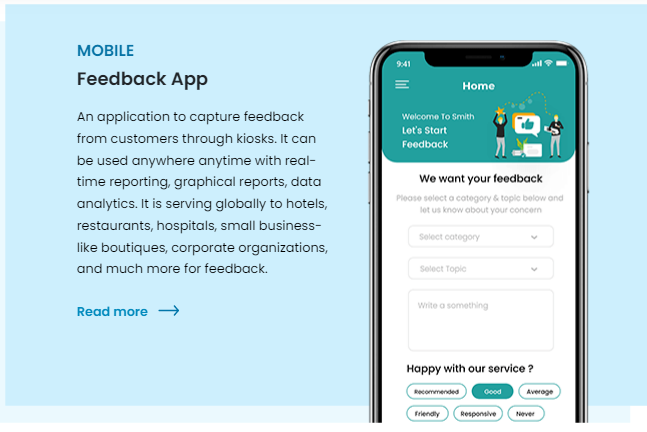 MOBILE
Feedback App
An application to capture feedback
from customers through kiosks. It can
be used anywhere anytime with real-
time reporting, graphical reports, data
analytics. It is serving globally to hotels,
restaurants, hospitals, small business-
like boutiques, corporate organizations,
and much more for feedback.
Read more
9:41
Home
Welcome To Smith
Let's Start
Feedback
We want your feedback
Please select a category & topic below and
let us know about your concern
Select category
Select Topic
Write a something
Happy with our service ?
Recommended Good Average
Friendly Responsive Never